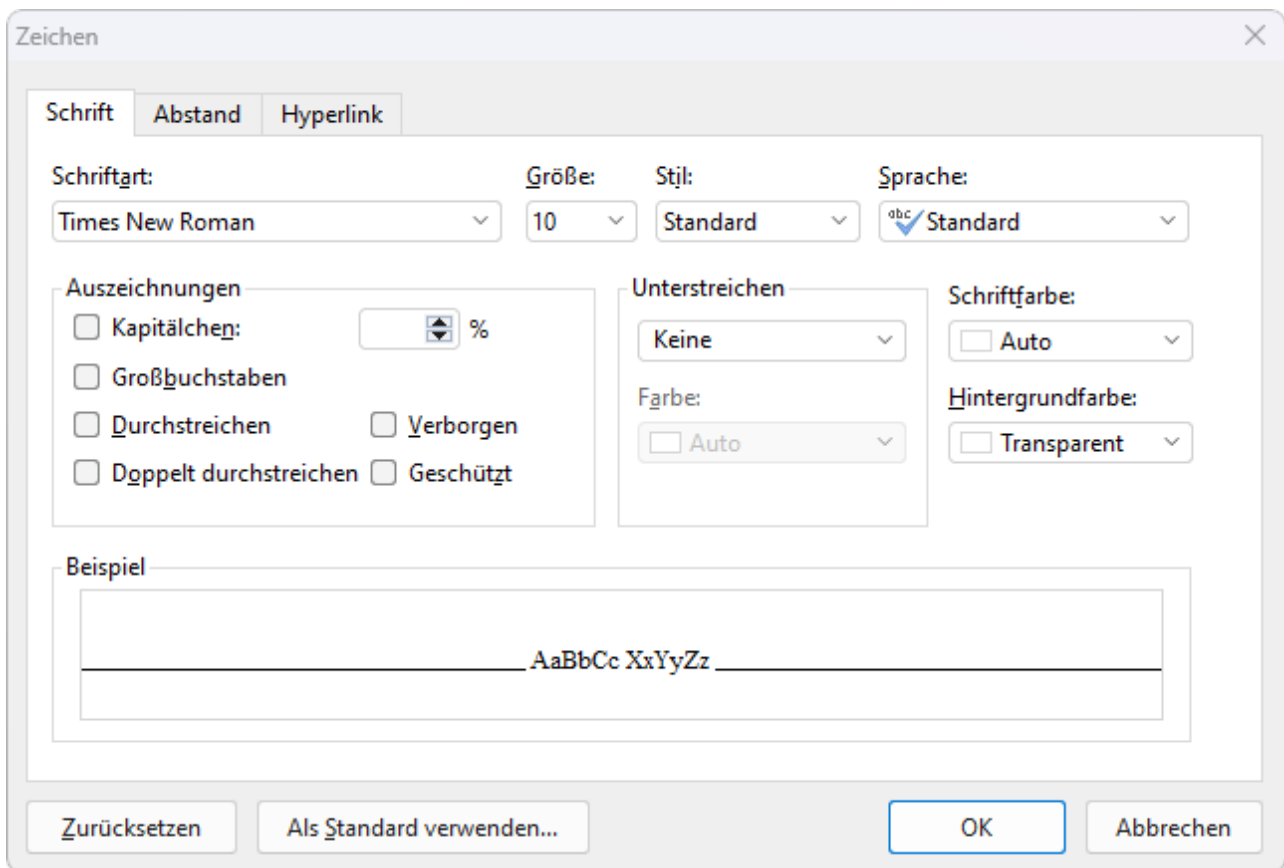 Zeichen
Schrift Abstand Hyperlink
Schriftart: Größe: Stil: Sprache:
Times New Roman 10 Standard abc Standard
Auszeichnungen Unterstreichen Schriftfarbe:
Kapitälchen: % Keine Auto
Großbuchstaben Farbe: Hintergrundfarbe:
Durchstreichen Verborgen Auto Transparent
Doppelt durchstreichen Geschützt
Beispiel
AaBbCc XxYyZz
Zurücksetzen Als Standard verwenden... OK Abbrechen